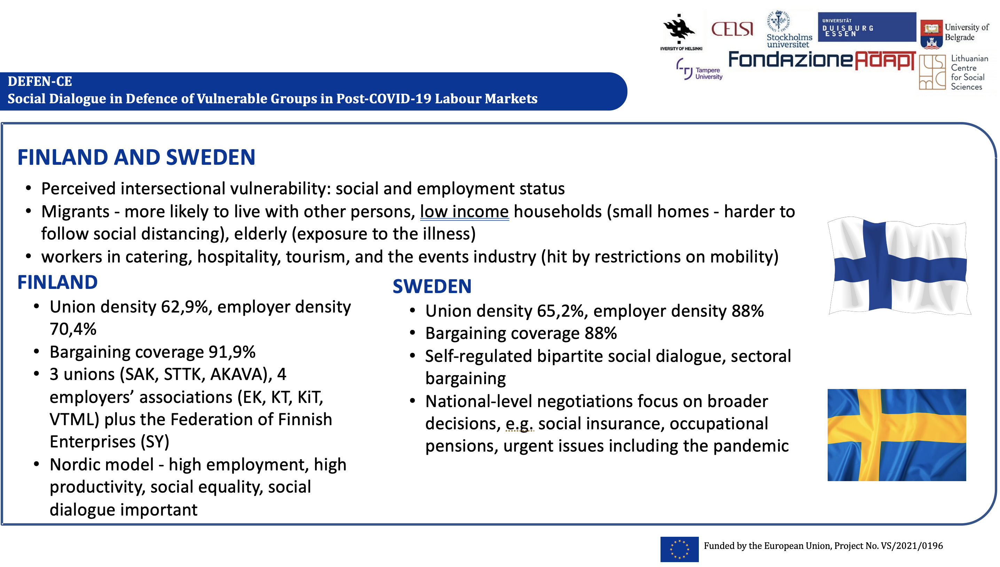 IIVERSITY OF HELSINKI
CELSI
Stockholms
universitet
UNIVERSITÄT
DUISBURG
ESSEN
University of
Belgrade
Tampere
University
FondazioneAdapt
Lithuanian
Centre
for Social
Sciences
DEFEN-CE
Social Dialogue in Defence of Vulnerable Groups in Post-COVID-19 Labour Markets
FINLAND AND SWEDEN
• Perceived intersectional vulnerability: social and employment status
• Migrants - more likely to live with other persons, low income households (small homes - harder to
follow social distancing), elderly (exposure to the illness)
• workers in catering, hospitality, tourism, and the events industry (hit by restrictions on mobility)
FINLAND
• Union density 62,9%, employer density
70,4%
• Bargaining coverage 91,9%
• 3 unions (SAK, STTK, AKAVA), 4
employers’ associations (EK, KT, KiT,
VTML) plus the Federation of Finnish
Enterprises (SY)
• Nordic model - high employment, high
productivity, social equality, social
dialogue important
SWEDEN
• Union density 65,2%, employer density 88%
• Bargaining coverage 88%
• Self-regulated bipartite social dialogue, sectoral
bargaining
• National-level negotiations focus on broader
decisions, e.g. social insurance, occupational
pensions, urgent issues including the pandemic
Funded by the European Union, Project No. VS/2021/0196